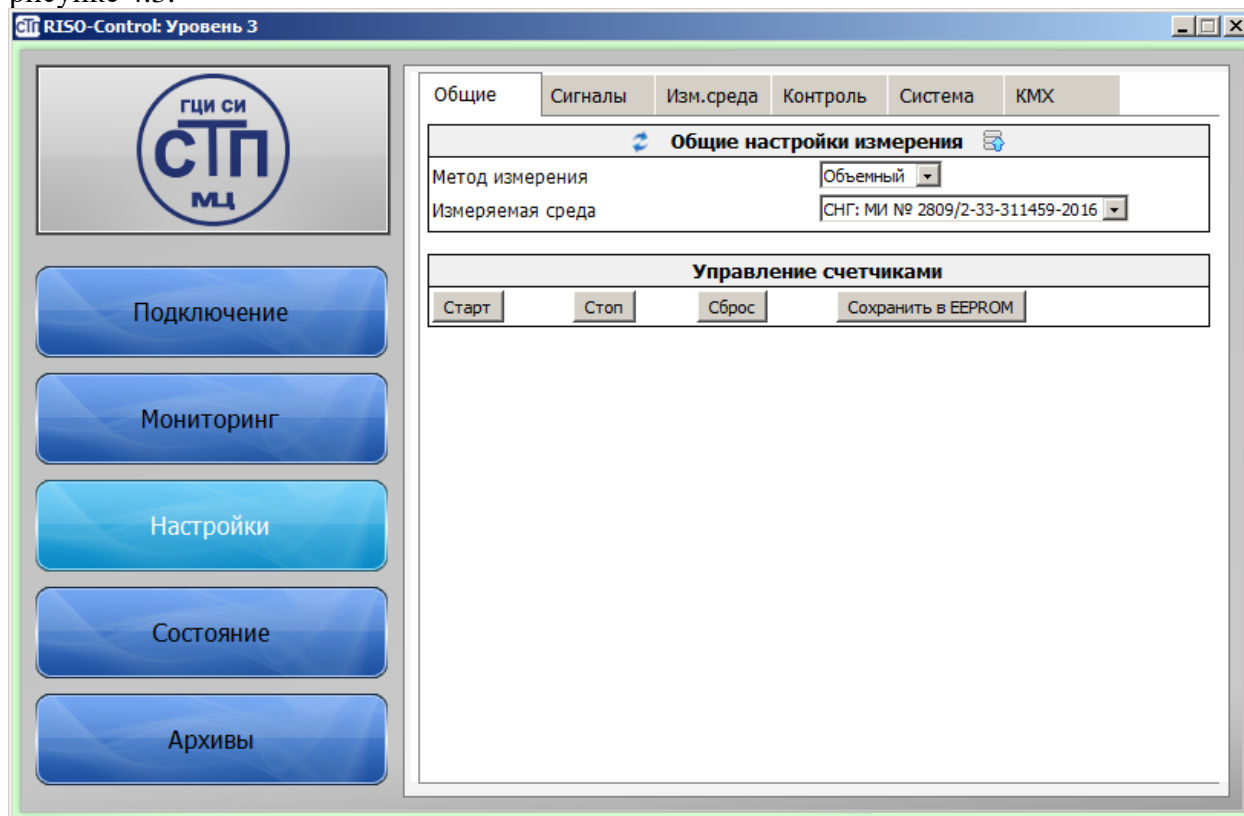 рисунке 4.3.
СТП RISO-Control: Уровень 3
ГЦИ СИ
СТП
МЦ
Общие Сигналы Изм.среда Контроль Система КМХ
Общие настройки измерения
Метод измерения Объемный
Измеряемая среда СНГ: МИ № 2809/2-33-311459-2016
Управление счетчиками
Старт Стоп Сброс Сохранить в EEPROM
Подключение
Мониторинг
Настройки
Состояние
Архивы